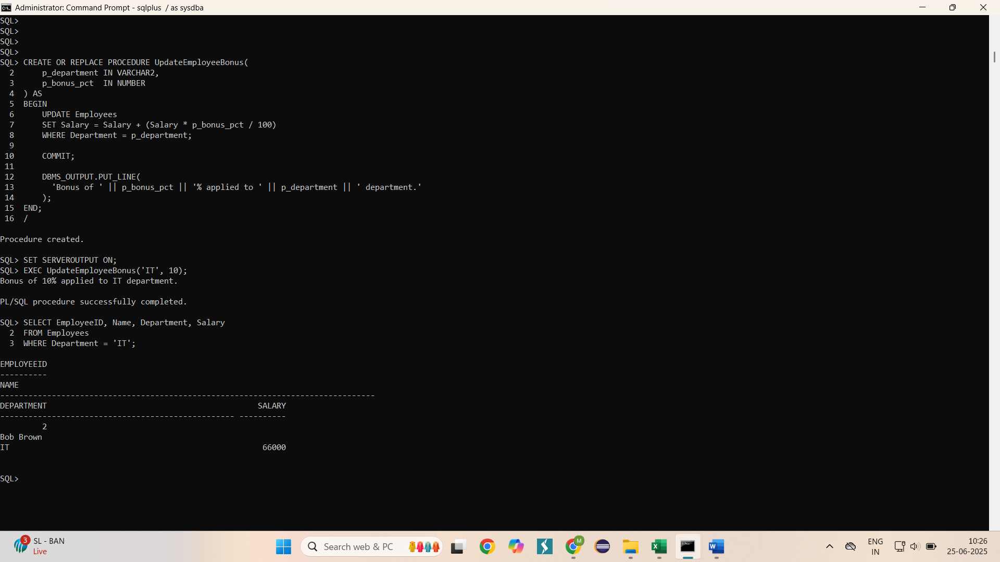 Administrator: Command Prompt - sqlplus  / as sysdba
SQL>
SQL>
SQL>
SQL>
SQL> CREATE OR REPLACE PROCEDURE UpdateEmployeeBonus(
  2      p_department IN VARCHAR2,
  3      p_bonus_pct  IN NUMBER
  4  ) AS
  5  BEGIN
  6      UPDATE Employees
  7      SET Salary = Salary + (Salary * p_bonus_pct / 100)
  8      WHERE Department = p_department;
  9
 10      COMMIT;
 11
 12      DBMS_OUTPUT.PUT_LINE(
 13        'Bonus of ' || p_bonus_pct || '% applied to ' || p_department || ' department.'
 14      );
 15  END;
 16  /
Procedure created.
SQL> SET SERVEROUTPUT ON;
SQL> EXEC UpdateEmployeeBonus('IT', 10);
Bonus of 10% applied to IT department.
PL/SQL procedure successfully completed.
SQL> SELECT EmployeeID, Name, Department, Salary
  2  FROM Employees
  3  WHERE Department = 'IT';
EMPLOYEEID
----------
NAME
--------------------------------------------------------------------------------
DEPARTMENT                                             SALARY
-------------------------------------------------- ----------
         2
Bob Brown
IT                                                      66000
SQL>
3 SL - BAN
Live
Search web & PC
M
ENG
IN
10:26
25-06-2025